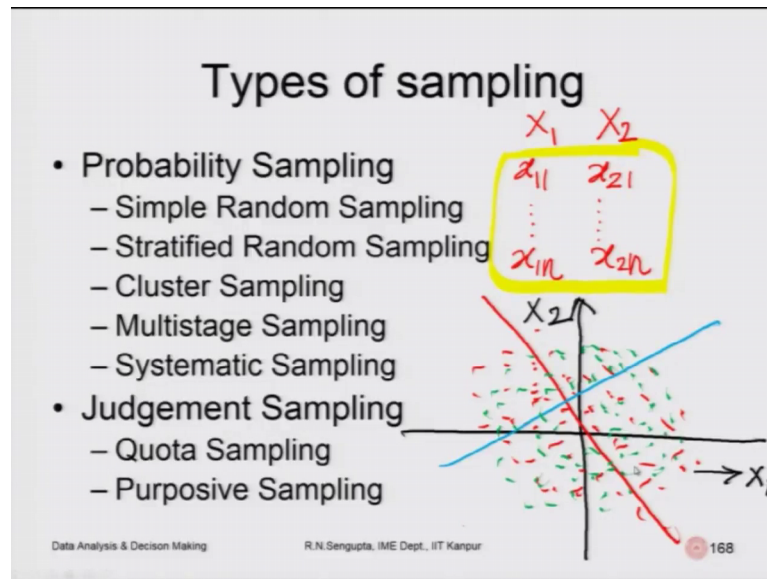 Types of sampling
X₁ X₂
• Probability Sampling
x₁₁ x₂₁
– Simple Random Sampling
– Stratified Random Sampling
x₁n x₂n
– Cluster Sampling
X₂
– Multistage Sampling
– Systematic Sampling
• Judgement Sampling
– Quota Sampling
X₁
– Purposive Sampling
Data Analysis & Decison Making R.N.Sengupta, IME Dept., IIT Kanpur 168